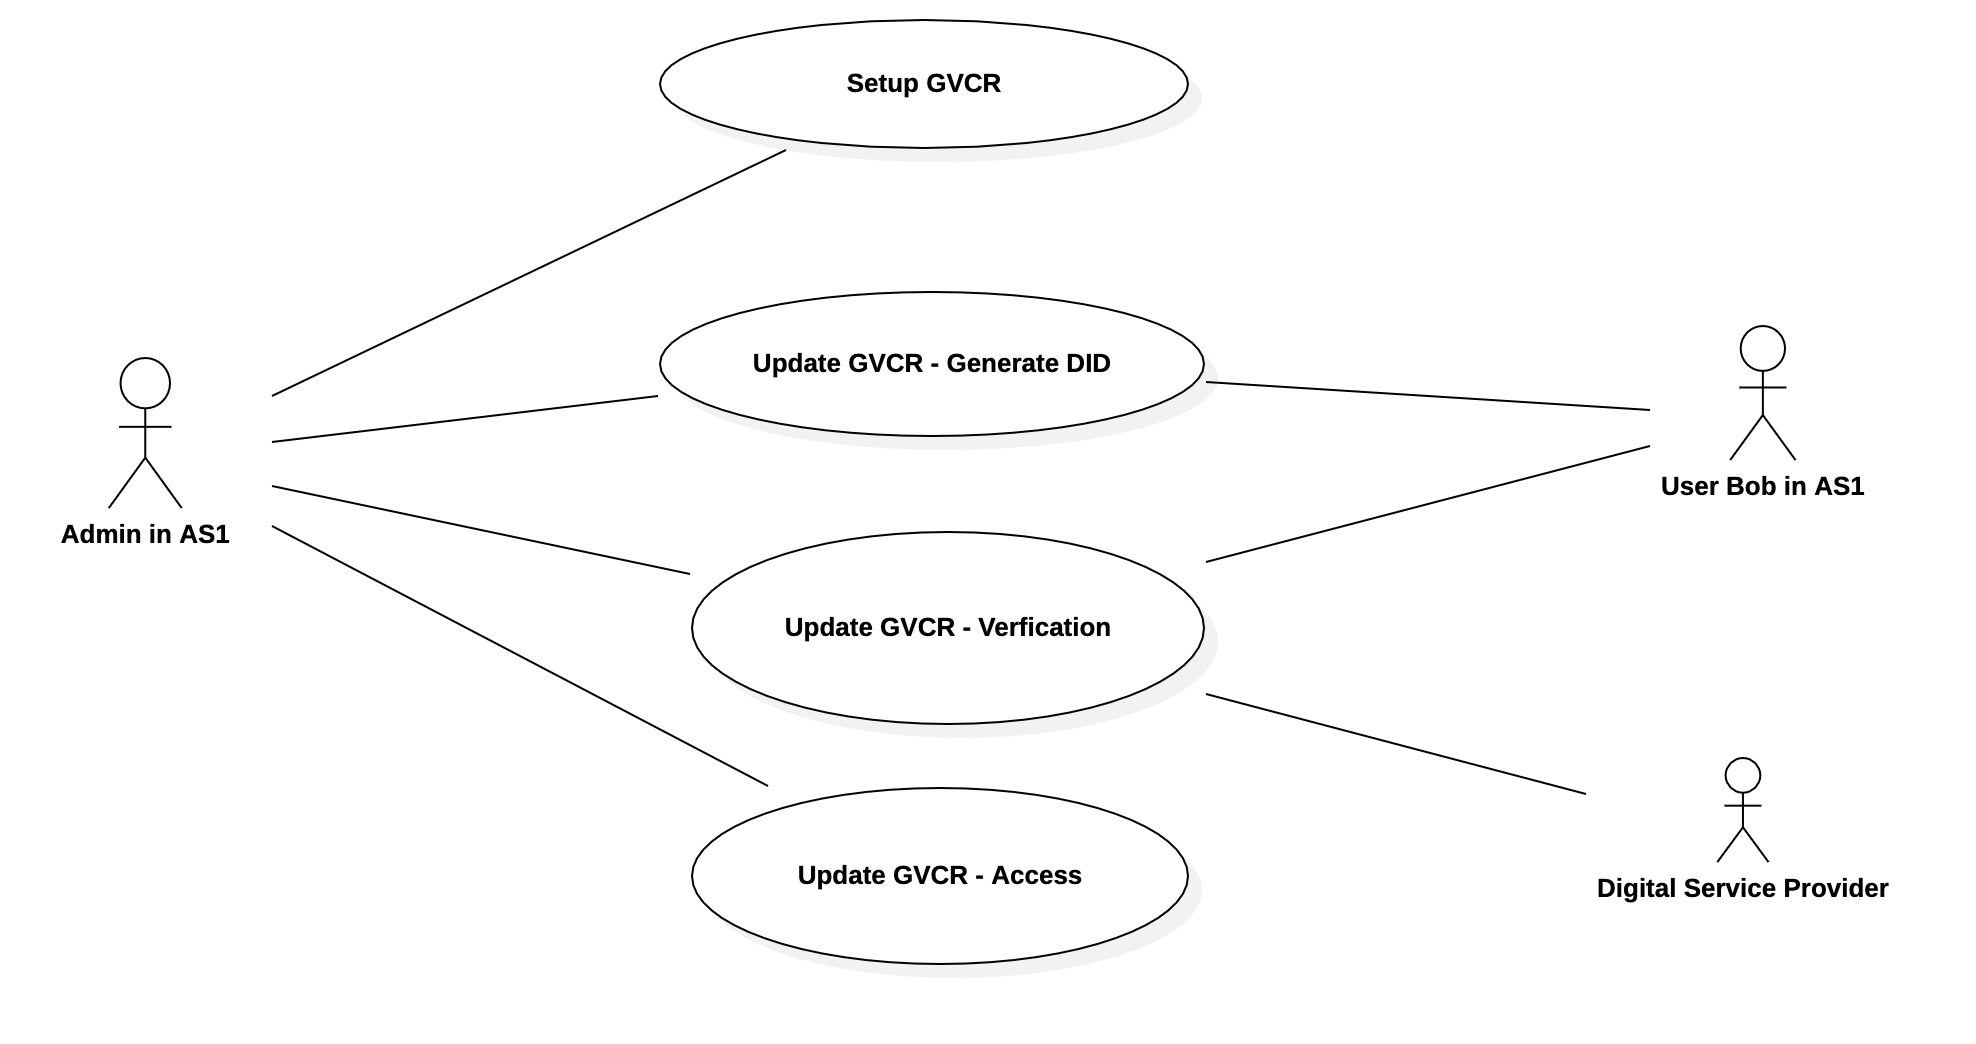 Setup GVCR
Update GVCR - Generate DID
Admin in AS1
User Bob in AS1
Update GVCR - Verfication
Update GVCR - Access
Digital Service Provider